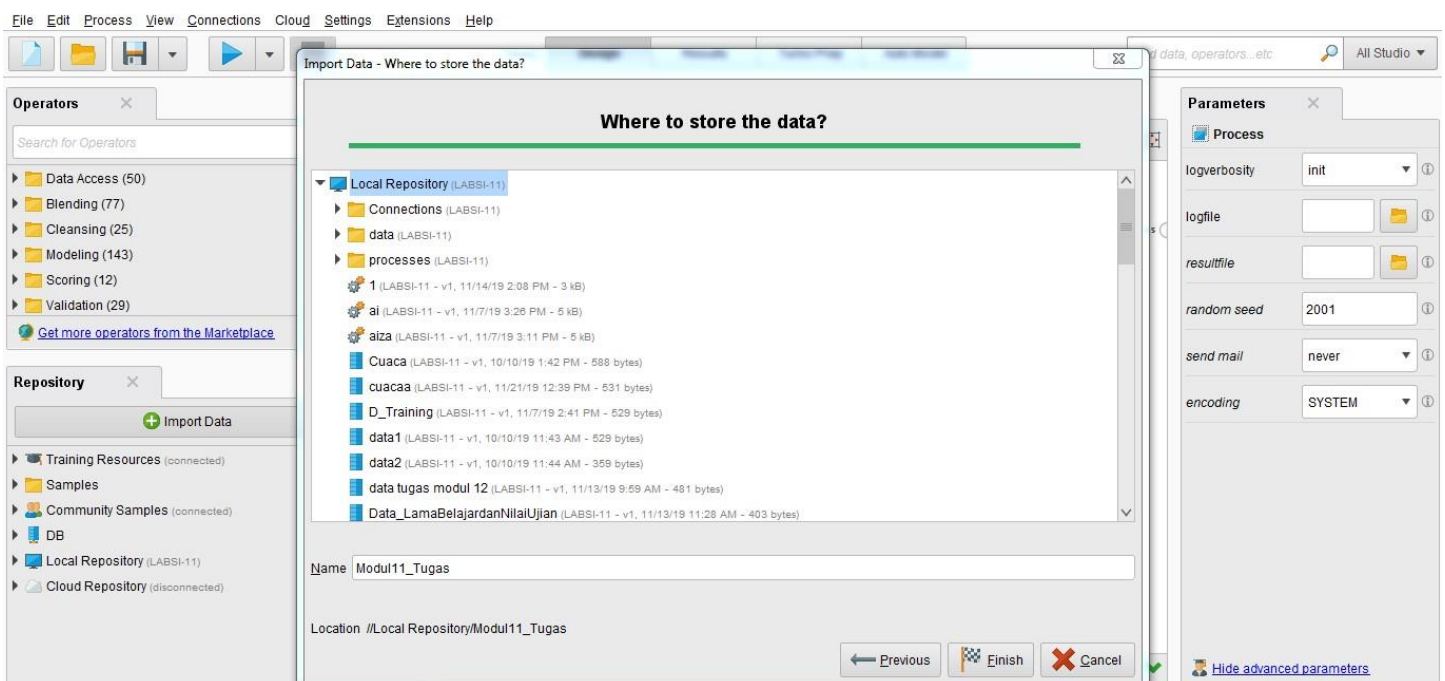 File Edit Process View Connections Cloud Settings Extensions Help
data, operators...etc
All Studio
Import Data - Where to store the data?
Where to store the data?
Operators
Search for Operators
Data Access (50)
Blending (77)
Cleansing (25)
Modeling (143)
Scoring (12)
Validation (29)
Get more operators from the Marketplace
Repository
Import Data
Training Resources (connected)
Samples
Community Samples (connected)
DB
Local Repository (LABSI-11)
Cloud Repository (disconnected)
Local Repository (LABSI-11)
Connections (LABSI-11)
data (LABSI-11)
processes (LABSI-11)
1 (LABSI-11 - v1, 11/14/19 2:08 PM - 3 kB)
ai (LABSI-11 - v1, 11/7/19 3:26 PM - 5 kB)
aiza (LABSI-11 - v1, 11/7/19 3:11 PM - 5 kB)
Cuaca (LABSI-11 - v1, 10/10/19 1:42 PM - 588 bytes)
cuacaa (LABSI-11 - v1, 11/21/19 12:39 PM - 531 bytes)
D_Training (LABSI-11 - v1, 11/7/19 2:41 PM - 529 bytes)
data1 (LABSI-11 - v1, 10/10/19 11:43 AM - 529 bytes)
data2 (LABSI-11 - v1, 10/10/19 11:44 AM - 359 bytes)
data tugas modul 12 (LABSI-11 - v1, 11/13/19 9:59 AM - 481 bytes)
Data_LamaBelajardanNilaiUjian (LABSI-11 - v1, 11/13/19 11:28 AM - 403 bytes)
Name Modul11_Tugas
Location //Local Repository/Modul11_Tugas
Previous Finish Cancel
Parameters
Process
logverbosity init
logfile
resultfile
random seed 2001
send mail never
encoding SYSTEM
Hide advanced parameters